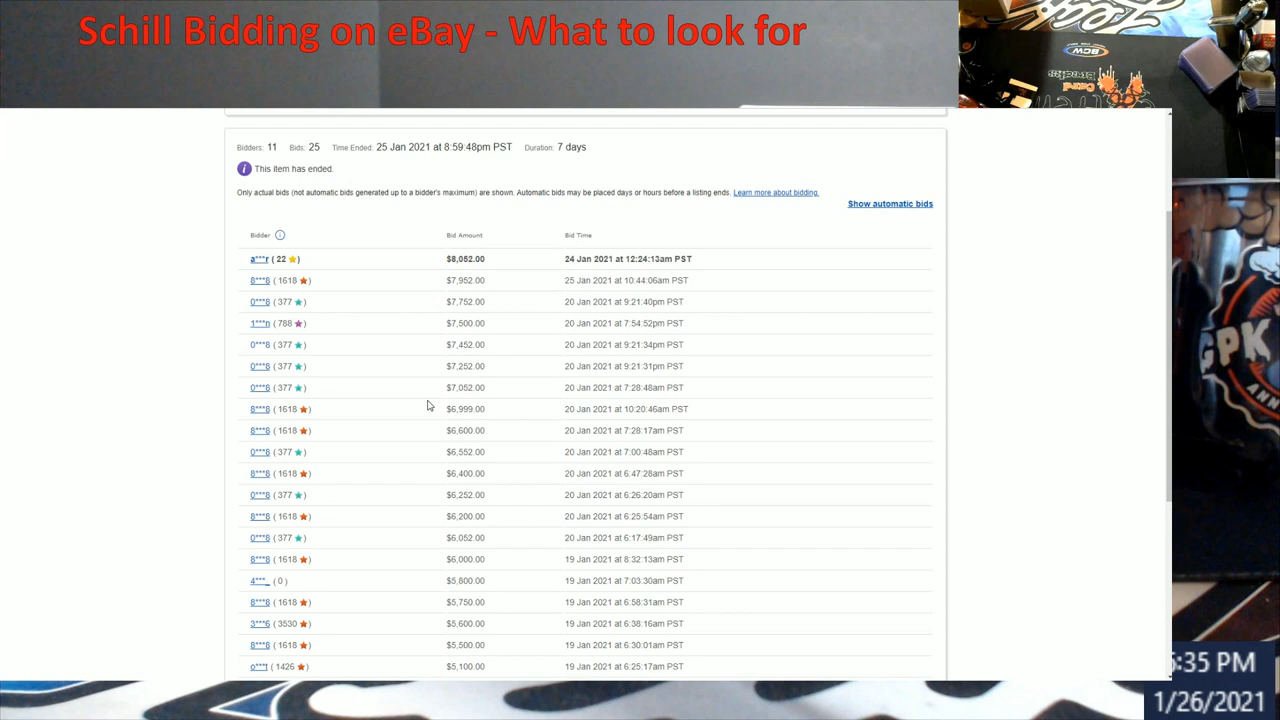 Schill Bidding on eBay - What to look for
BCW
Card
Breaker
Bidders: 11 Bids: 25 Time Ended: 25 Jan 2021 at 8:59:48pm PST Duration: 7 days
i This item has ended.
Only actual bids (not automatic bids generated up to a bidder's maximum) are shown. Automatic bids may be placed days or hours before a listing ends. Learn more about bidding.
Show automatic bids
Bidder i Bid Amount Bid Time
a***r ( 22 ) $8,052.00 24 Jan 2021 at 12:24:13am PST
8***8 ( 1618 ) $7,952.00 25 Jan 2021 at 10:44:06am PST
0***8 ( 377 ) $7,752.00 20 Jan 2021 at 9:21:40pm PST
1***n ( 788 ) $7,500.00 20 Jan 2021 at 7:54:52pm PST
0***8 ( 377 ) $7,452.00 20 Jan 2021 at 9:21:34pm PST
0***8 ( 377 ) $7,252.00 20 Jan 2021 at 9:21:31pm PST
0***8 ( 377 ) $7,052.00 20 Jan 2021 at 7:28:48am PST
8***8 ( 1618 ) $6,999.00 20 Jan 2021 at 10:20:46am PST
8***8 ( 1618 ) $6,600.00 20 Jan 2021 at 7:28:17am PST
0***8 ( 377 ) $6,552.00 20 Jan 2021 at 7:00:48am PST
8***8 ( 1618 ) $6,400.00 20 Jan 2021 at 6:47:28am PST
0***8 ( 377 ) $6,252.00 20 Jan 2021 at 6:26:20am PST
8***8 ( 1618 ) $6,200.00 20 Jan 2021 at 6:25:54am PST
0***8 ( 377 ) $6,052.00 20 Jan 2021 at 6:17:49am PST
8***8 ( 1618 ) $6,000.00 19 Jan 2021 at 8:32:13am PST
4***_ ( 0 ) $5,800.00 19 Jan 2021 at 7:03:30am PST
8***8 ( 1618 ) $5,750.00 19 Jan 2021 at 6:58:31am PST
3***6 ( 3530 ) $5,600.00 19 Jan 2021 at 6:38:16am PST
8***8 ( 1618 ) $5,500.00 19 Jan 2021 at 6:30:01am PST
o***t ( 1426 ) $5,100.00 19 Jan 2021 at 6:25:17am PST
GPK
ANN
:35 PM
1/26/2021